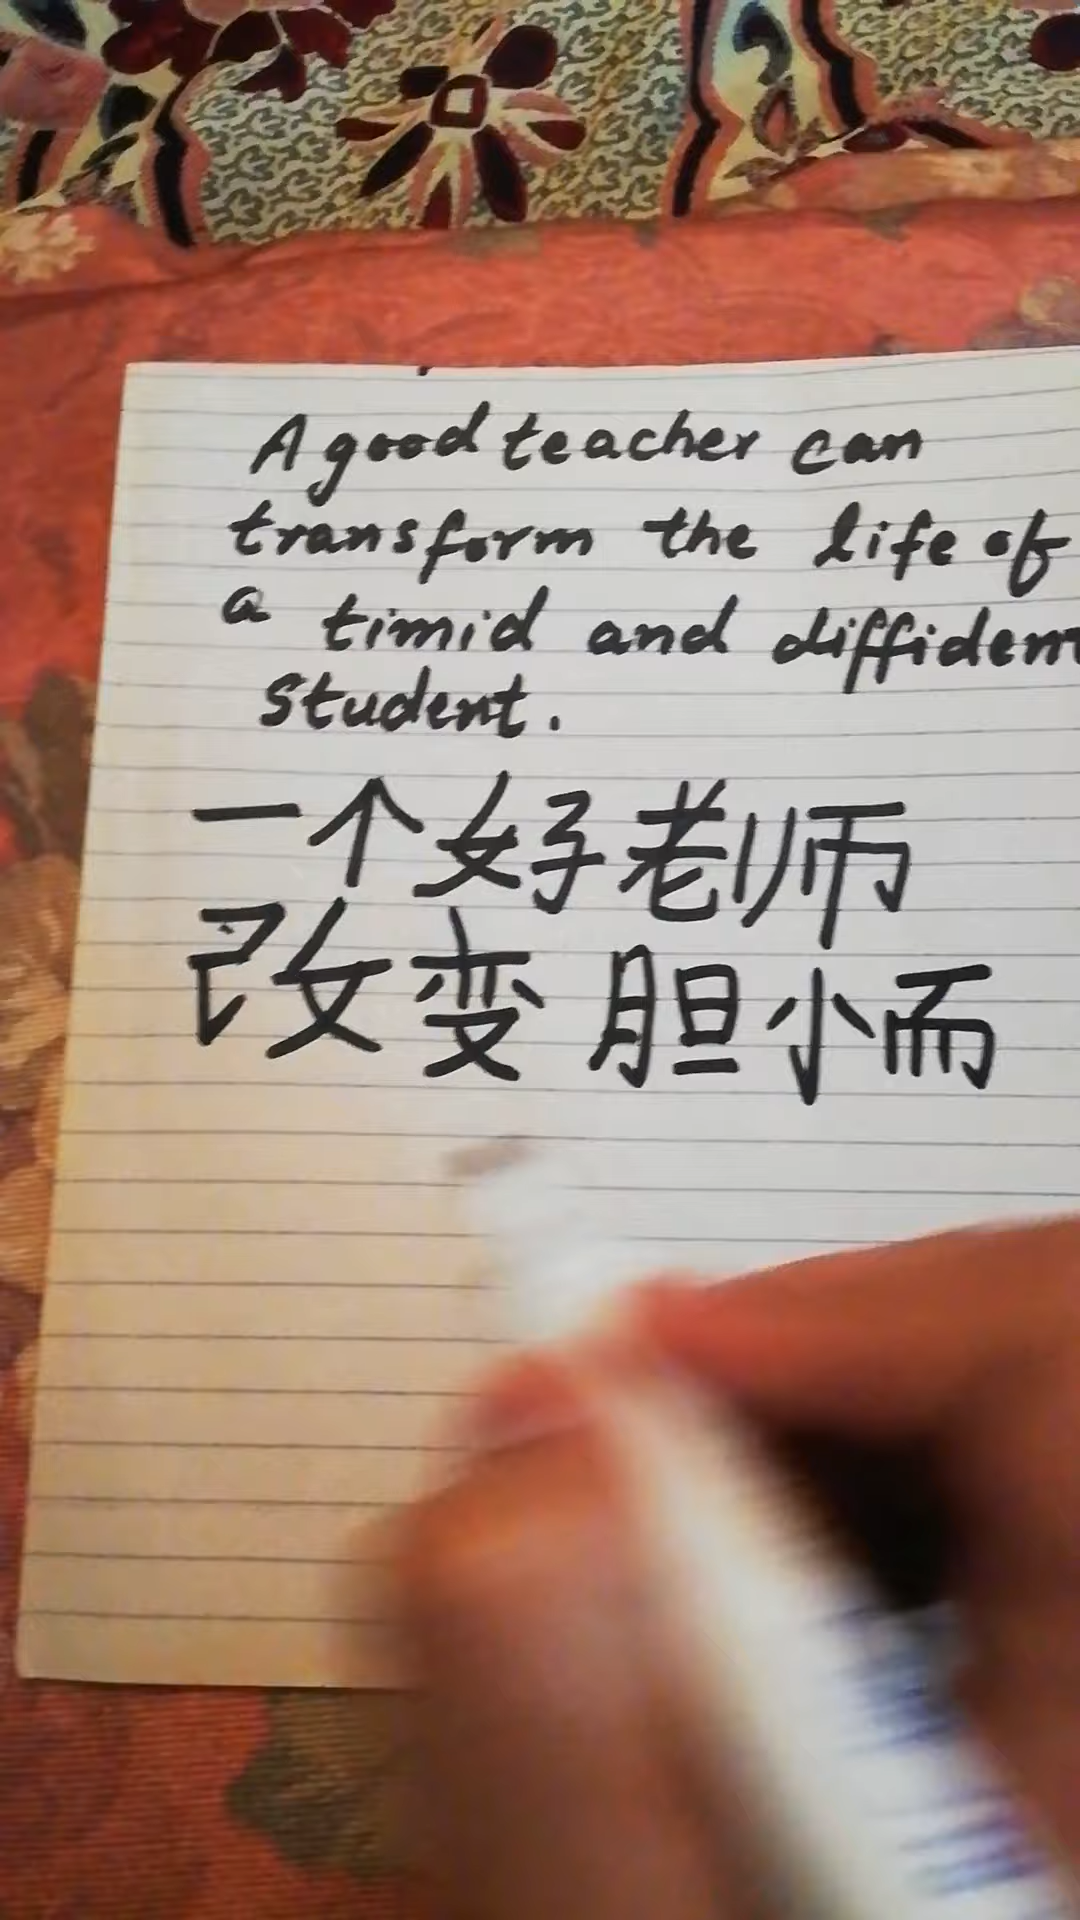 A good teacher can
transform the life of
a timid and diffident
student.
一个好老师
改变 胆小而